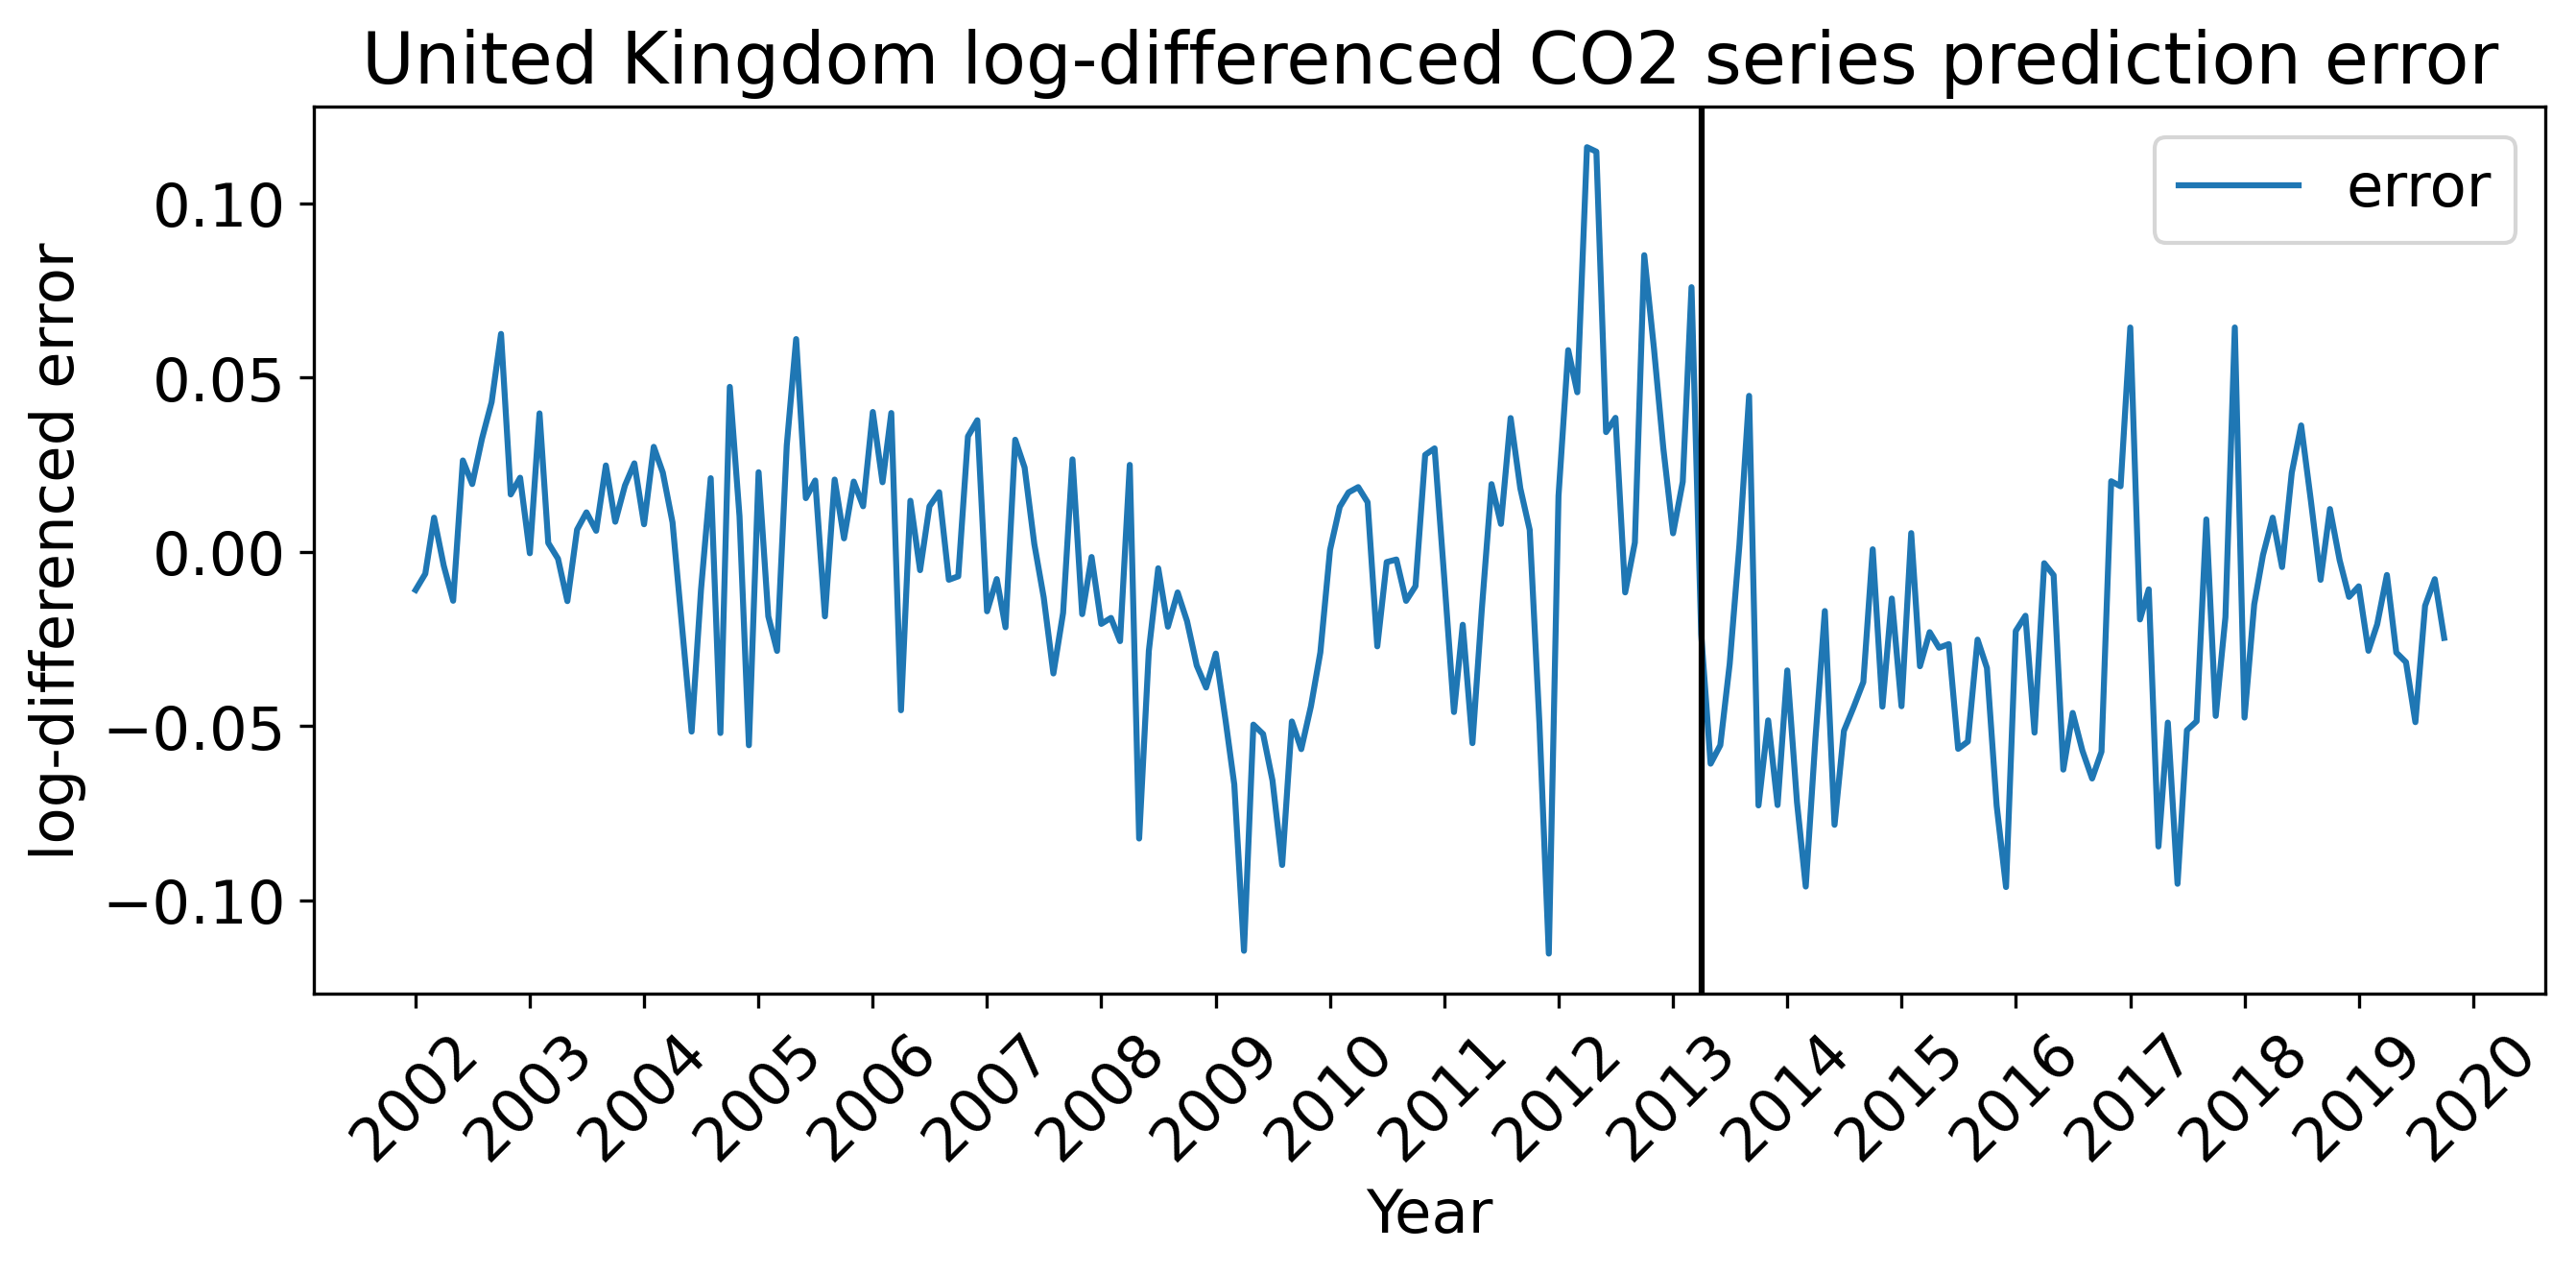 United Kingdom log-differenced CO2 series prediction error
error
log-differenced error
0.10
0.05
0.00
−0.05
−0.10
2002 2003 2004 2005 2006 2007 2008 2009 2010 2011 2012 2013 2014 2015 2016 2017 2018 2019 2020
Year